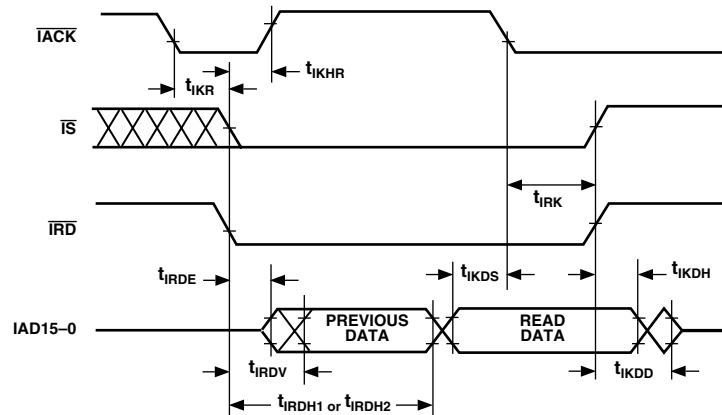 IACK
tIKR
tIKHR
IS
tIRK
IRD
tIRDE
tIKDS
tIKDH
IAD15–0
PREVIOUS
DATA
READ
DATA
tIRDV
tIKDD
tIRDH1 or tIRDH2